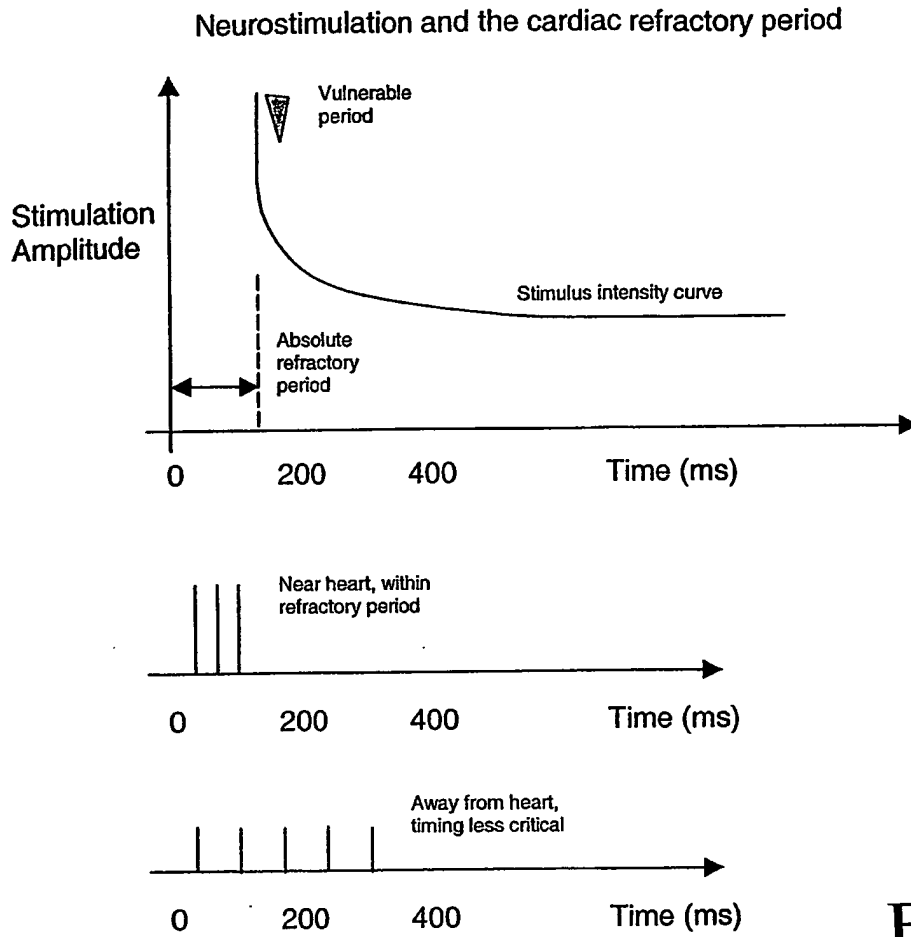 Neurostimulation and the cardiac refractory period
Vulnerable
period
Stimulation
Amplitude
Stimulus intensity curve
Absolute
refractory
period
0 200 400 Time (ms)
Near heart, within
refractory period
0 200 400 Time (ms)
Away from heart,
timing less critical
0 200 400 Time (ms)